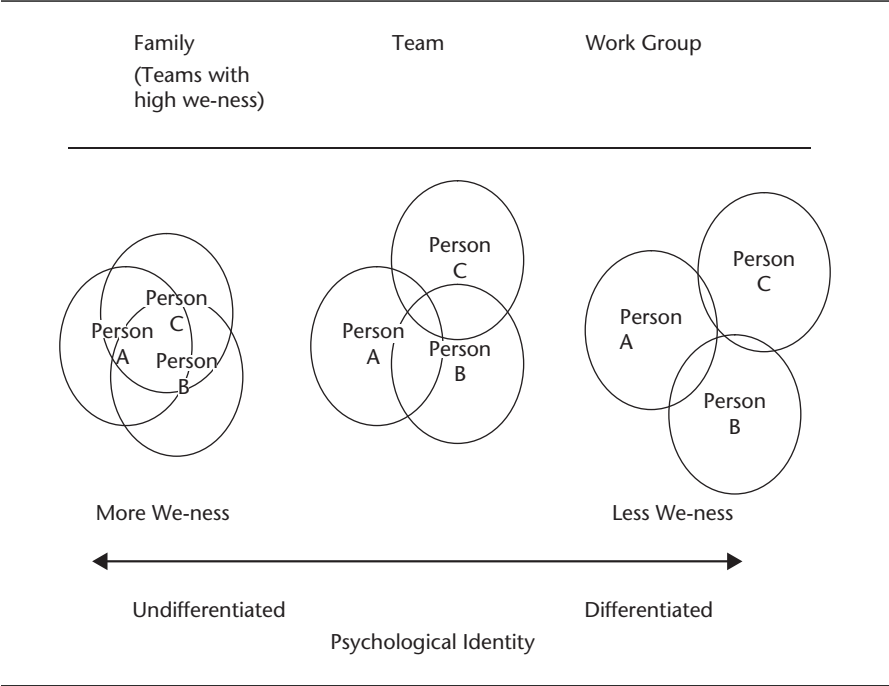 Family
(Teams with
high we-ness)
Team
Work Group
Person
C
Person
A
Person
B
Person
C
Person
A
Person
B
Person
C
Person
A
Person
B
More We-ness
Less We-ness
Undifferentiated
Differentiated
Psychological Identity